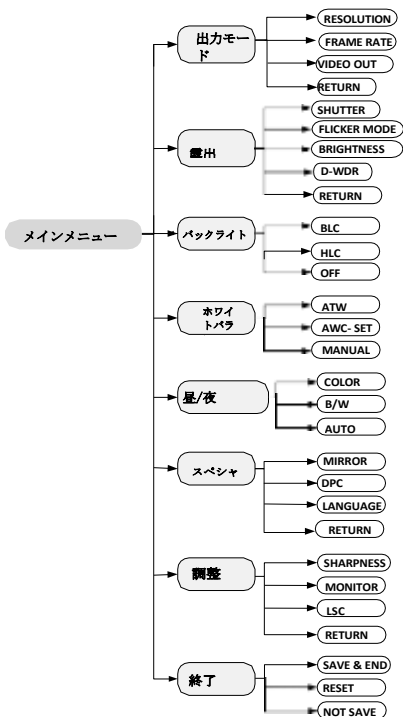 メインメニュー
出力モー
ド
RESOLUTION
FRAME RATE
VIDEO OUT
RETURN
露出
SHUTTER
FLICKER MODE
BRIGHTNESS
D-WDR
RETURN
バックライト
BLC
HLC
OFF
ホワイ
トバラ
ATW
AWC- SET
MANUAL
昼/夜
COLOR
B/W
AUTO
スペシャ
MIRROR
DPC
LANGUAGE
RETURN
調整
SHARPNESS
MONITOR
LSC
RETURN
終了
SAVE & END
RESET
NOT SAVE